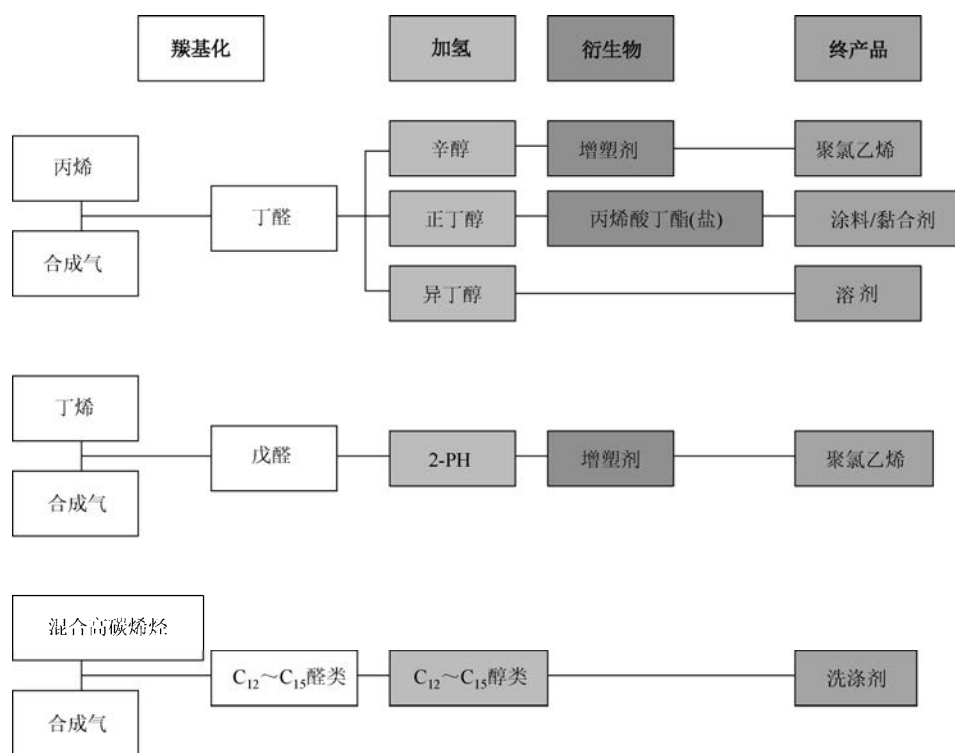 羰基化
加氢
衍生物
终产品
丙烯
合成气
丁醛
辛醇
增塑剂
聚氯乙烯
正丁醇
丙烯酸丁酯(盐)
涂料/黏合剂
异丁醇
溶剂
丁烯
合成气
戊醛
2-PH
增塑剂
聚氯乙烯
混合高碳烯烃
合成气
C₁₂～C₁₅醛类
C₁₂～C₁₅醇类
洗涤剂